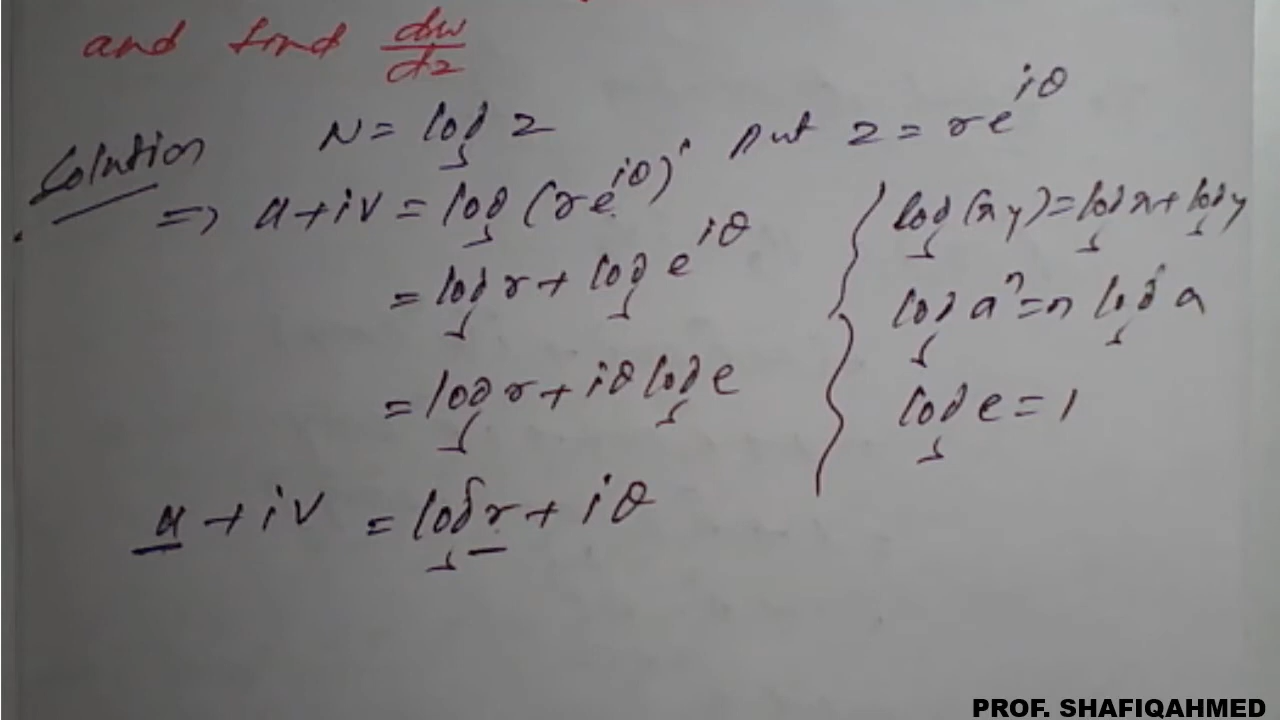 and find dw/dz
Solution W = log z put z = re^{iθ}
⇒ u + iv = log (re^{iθ})
= log r + log e^{iθ}
= log r + iθ log e
u + iv = log r + iθ
log (xy) = log x + log y
log a^n = n log a
log e = 1
PROF. SHAFIQAHMED